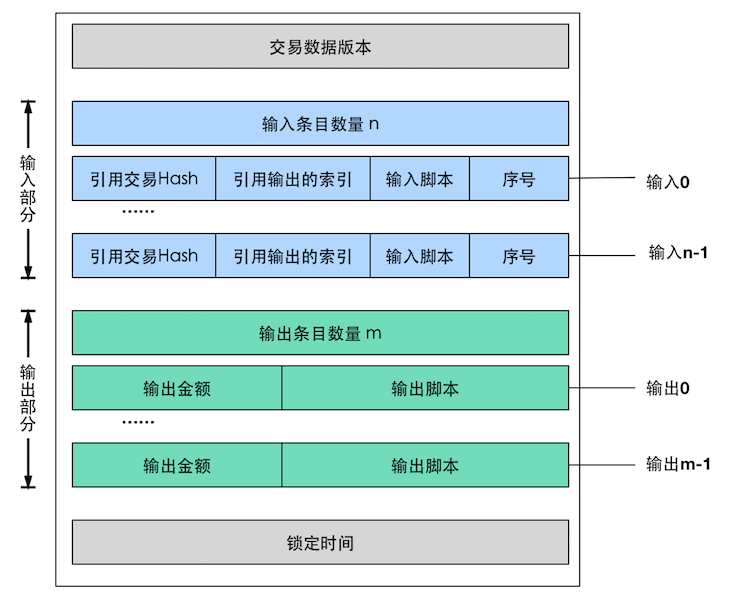 交易数据版本
输入部分
输入条目数量 n
引用交易Hash 引用输出的索引 输入脚本 序号 输入0
……
引用交易Hash 引用输出的索引 输入脚本 序号 输入n-1
输出部分
输出条目数量 m
输出金额 输出脚本 输出0
……
输出金额 输出脚本 输出m-1
锁定时间